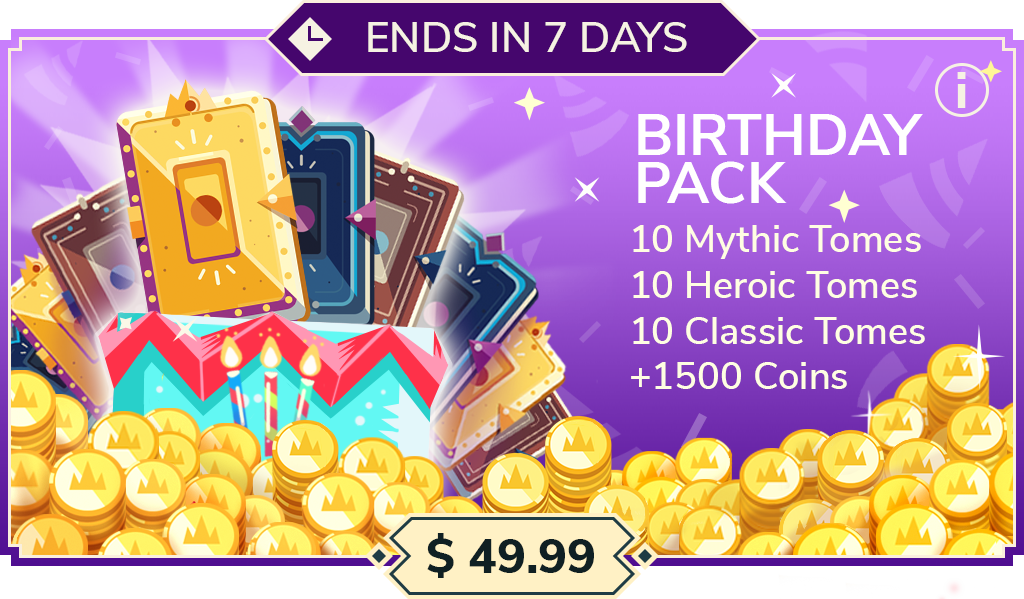 ENDS IN 7 DAYS
i
BIRTHDAY
PACK
10 Mythic Tomes
10 Heroic Tomes
10 Classic Tomes
+1500 Coins
$ 49.99